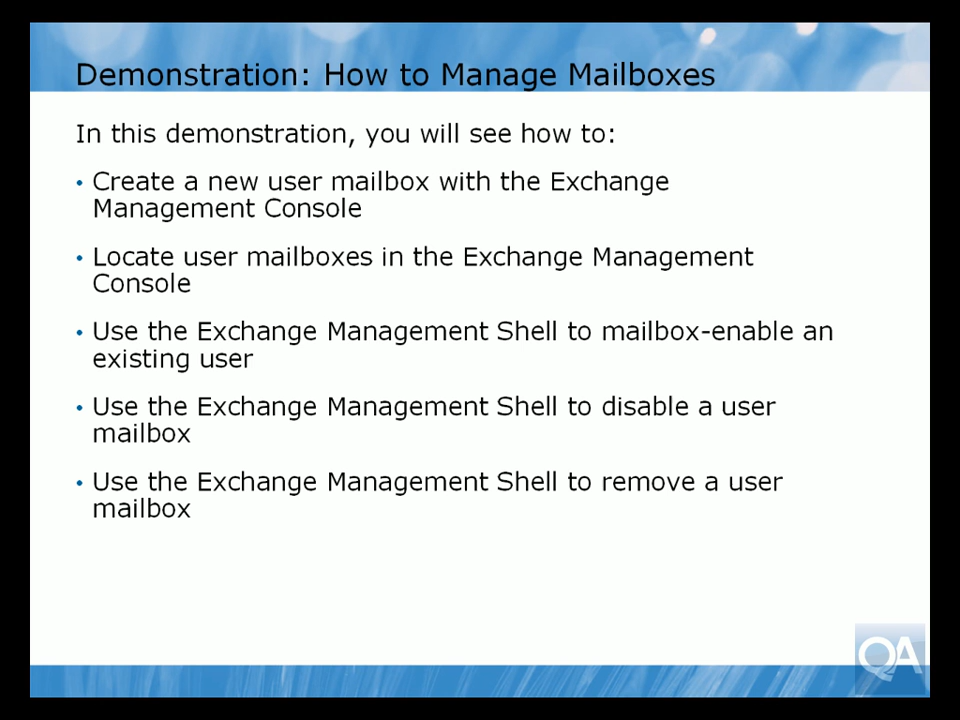 Demonstration: How to Manage Mailboxes
In this demonstration, you will see how to:
• Create a new user mailbox with the Exchange
Management Console
• Locate user mailboxes in the Exchange Management
Console
• Use the Exchange Management Shell to mailbox-enable an
existing user
• Use the Exchange Management Shell to disable a user
mailbox
• Use the Exchange Management Shell to remove a user
mailbox
QA